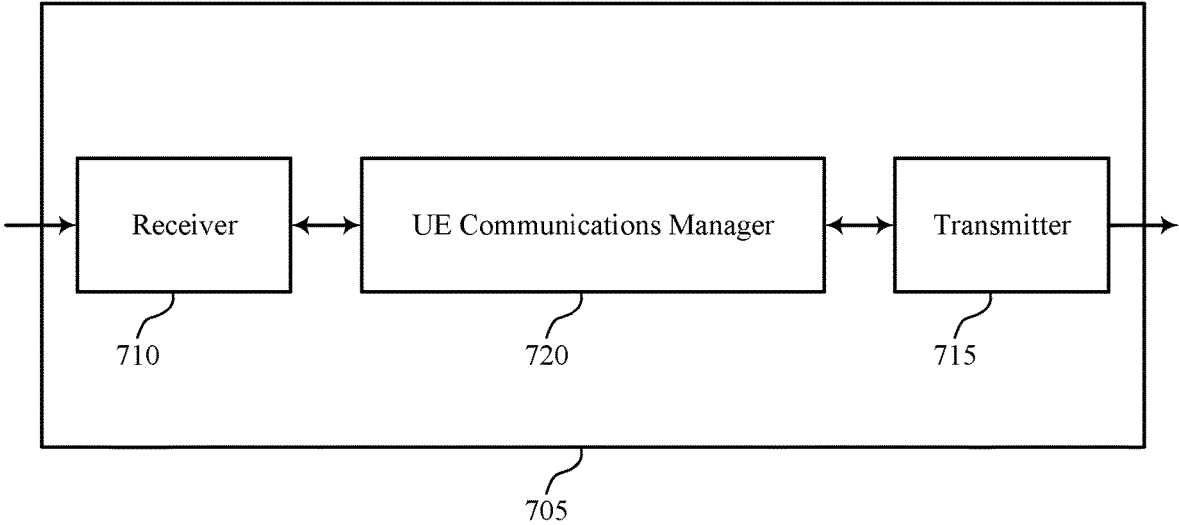 Receiver
UE Communications Manager
Transmitter
710
720
715
705